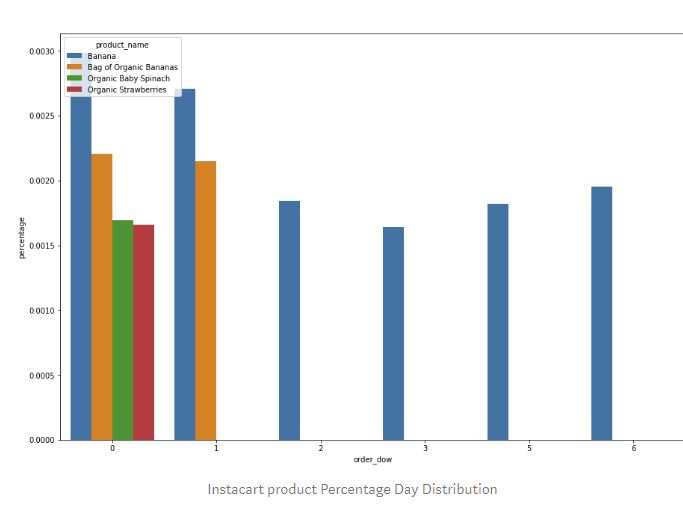 product_name
Banana
Bag of Organic Bananas
Organic Baby Spinach
Organic Strawberries
0.0030
0.0025
0.0020
0.0015
0.0010
0.0005
0.0000
percentage
0 1 2 3 5 6
order_dow
Instacart product Percentage Day Distribution